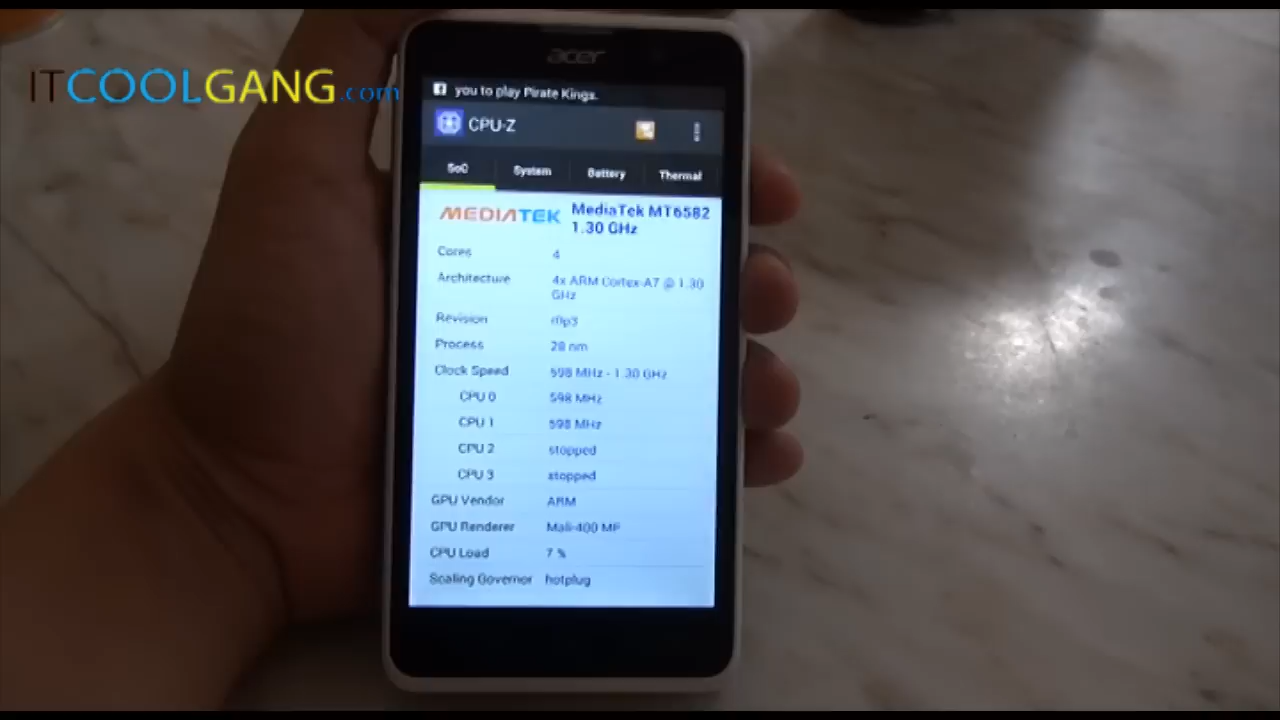 ITCOOLGANG.com
acer
you to play Pirate Kings.
CPU-Z
SoC System Battery Thermal
MEDIATEK MediaTek MT6582
1.30 GHz
Cores 4
Architecture 4x ARM Cortex-A7 @ 1.30
GHz
Revision r0p3
Process 28 nm
Clock Speed 598 MHz - 1.30 GHz
CPU 0 598 MHz
CPU 1 598 MHz
CPU 2 stopped
CPU 3 stopped
GPU Vendor ARM
GPU Renderer Mali-400 MP
CPU Load 7 %
Scaling Governor hotplug